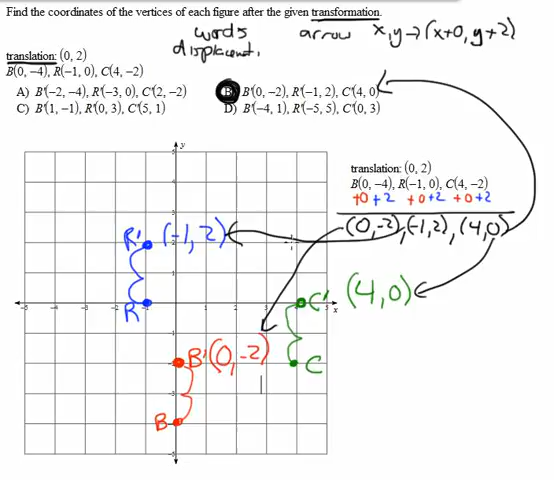 Find the coordinates of the vertices of each figure after the given transformation.
words arrow x,y→(x+0, y+2)
displacent.
translation: (0, 2)
B(0, −4), R(−1, 0), C(4, −2)
A) B'(−2, −4), R'(−3, 0), C'(2, −2) B) B'(0, −2), R'(−1, 2), C'(4, 0)
C) B'(1, −1), R'(0, 3), C'(5, 1) D) B'(−4, 1), R'(−5, 5), C'(0, 3)
translation: (0, 2)
B(0, −4), R(−1, 0), C(4, −2)
+0 +2 +0 +2 +0 +2
(0,-2),(-1,2),(4,0)
y
R' (-1,2)
C' (4,0)
x
R
B'(0,-2)
C
B